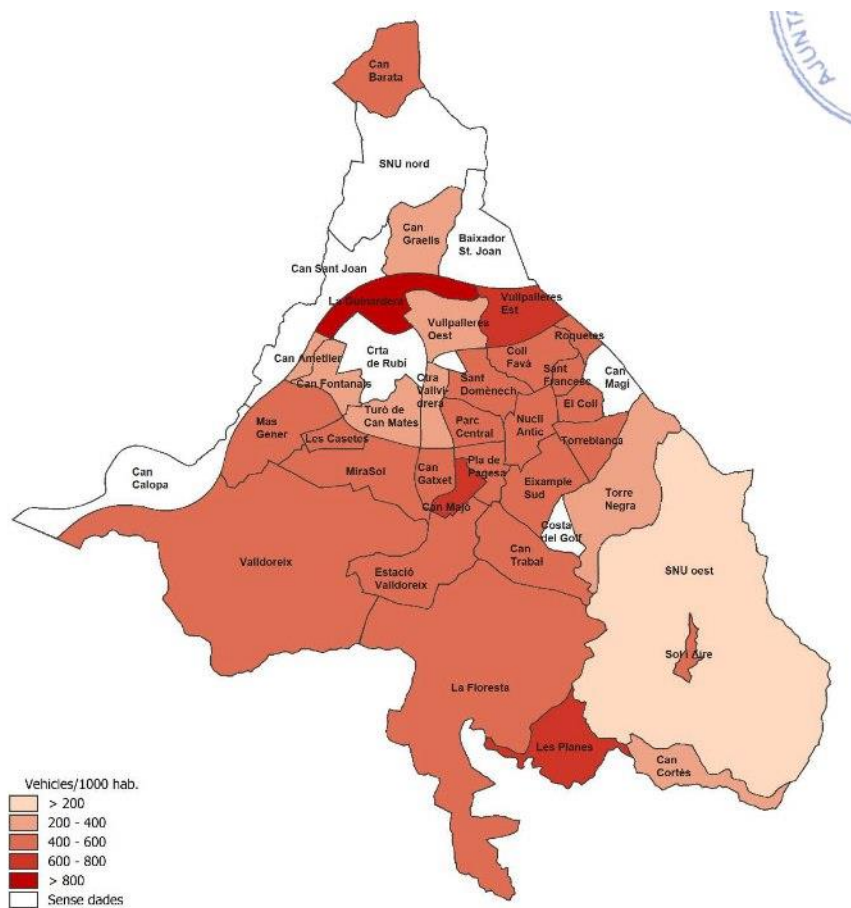 AJUNTA
Can
Barata
SNU nord
Can
Graells
Baixador
St. Joan
Can Sant Joan
La Guinardera
Vullpalleres
Est
Vullpalleres
Oest
Roquetes
Crta
de Rubí
Coll
Favà
Can Ametller
Can Fontanals
Ctra
Vallvi-
drera
Sant
Domènech
Sant
Francesc
Can
Magí
Turó de
Can Mates
El Coll
Mas
Gener
Parc
Central
Nucli
Antic
Les Casetes
Torreblanca
Can
Calopa
MiraSol
Can
Gatxet
Pla de
Pagesa
Eixample
Sud
Torre
Negra
Can Majó
Costa
del Golf
Valldoreix
Can
Trabal
Estació
Valldoreix
SNU oest
Sol i Aire
La Floresta
Les Planes
Can
Cortés
Vehicles/1000 hab.
> 200
200 - 400
400 - 600
600 - 800
> 800
Sense dades